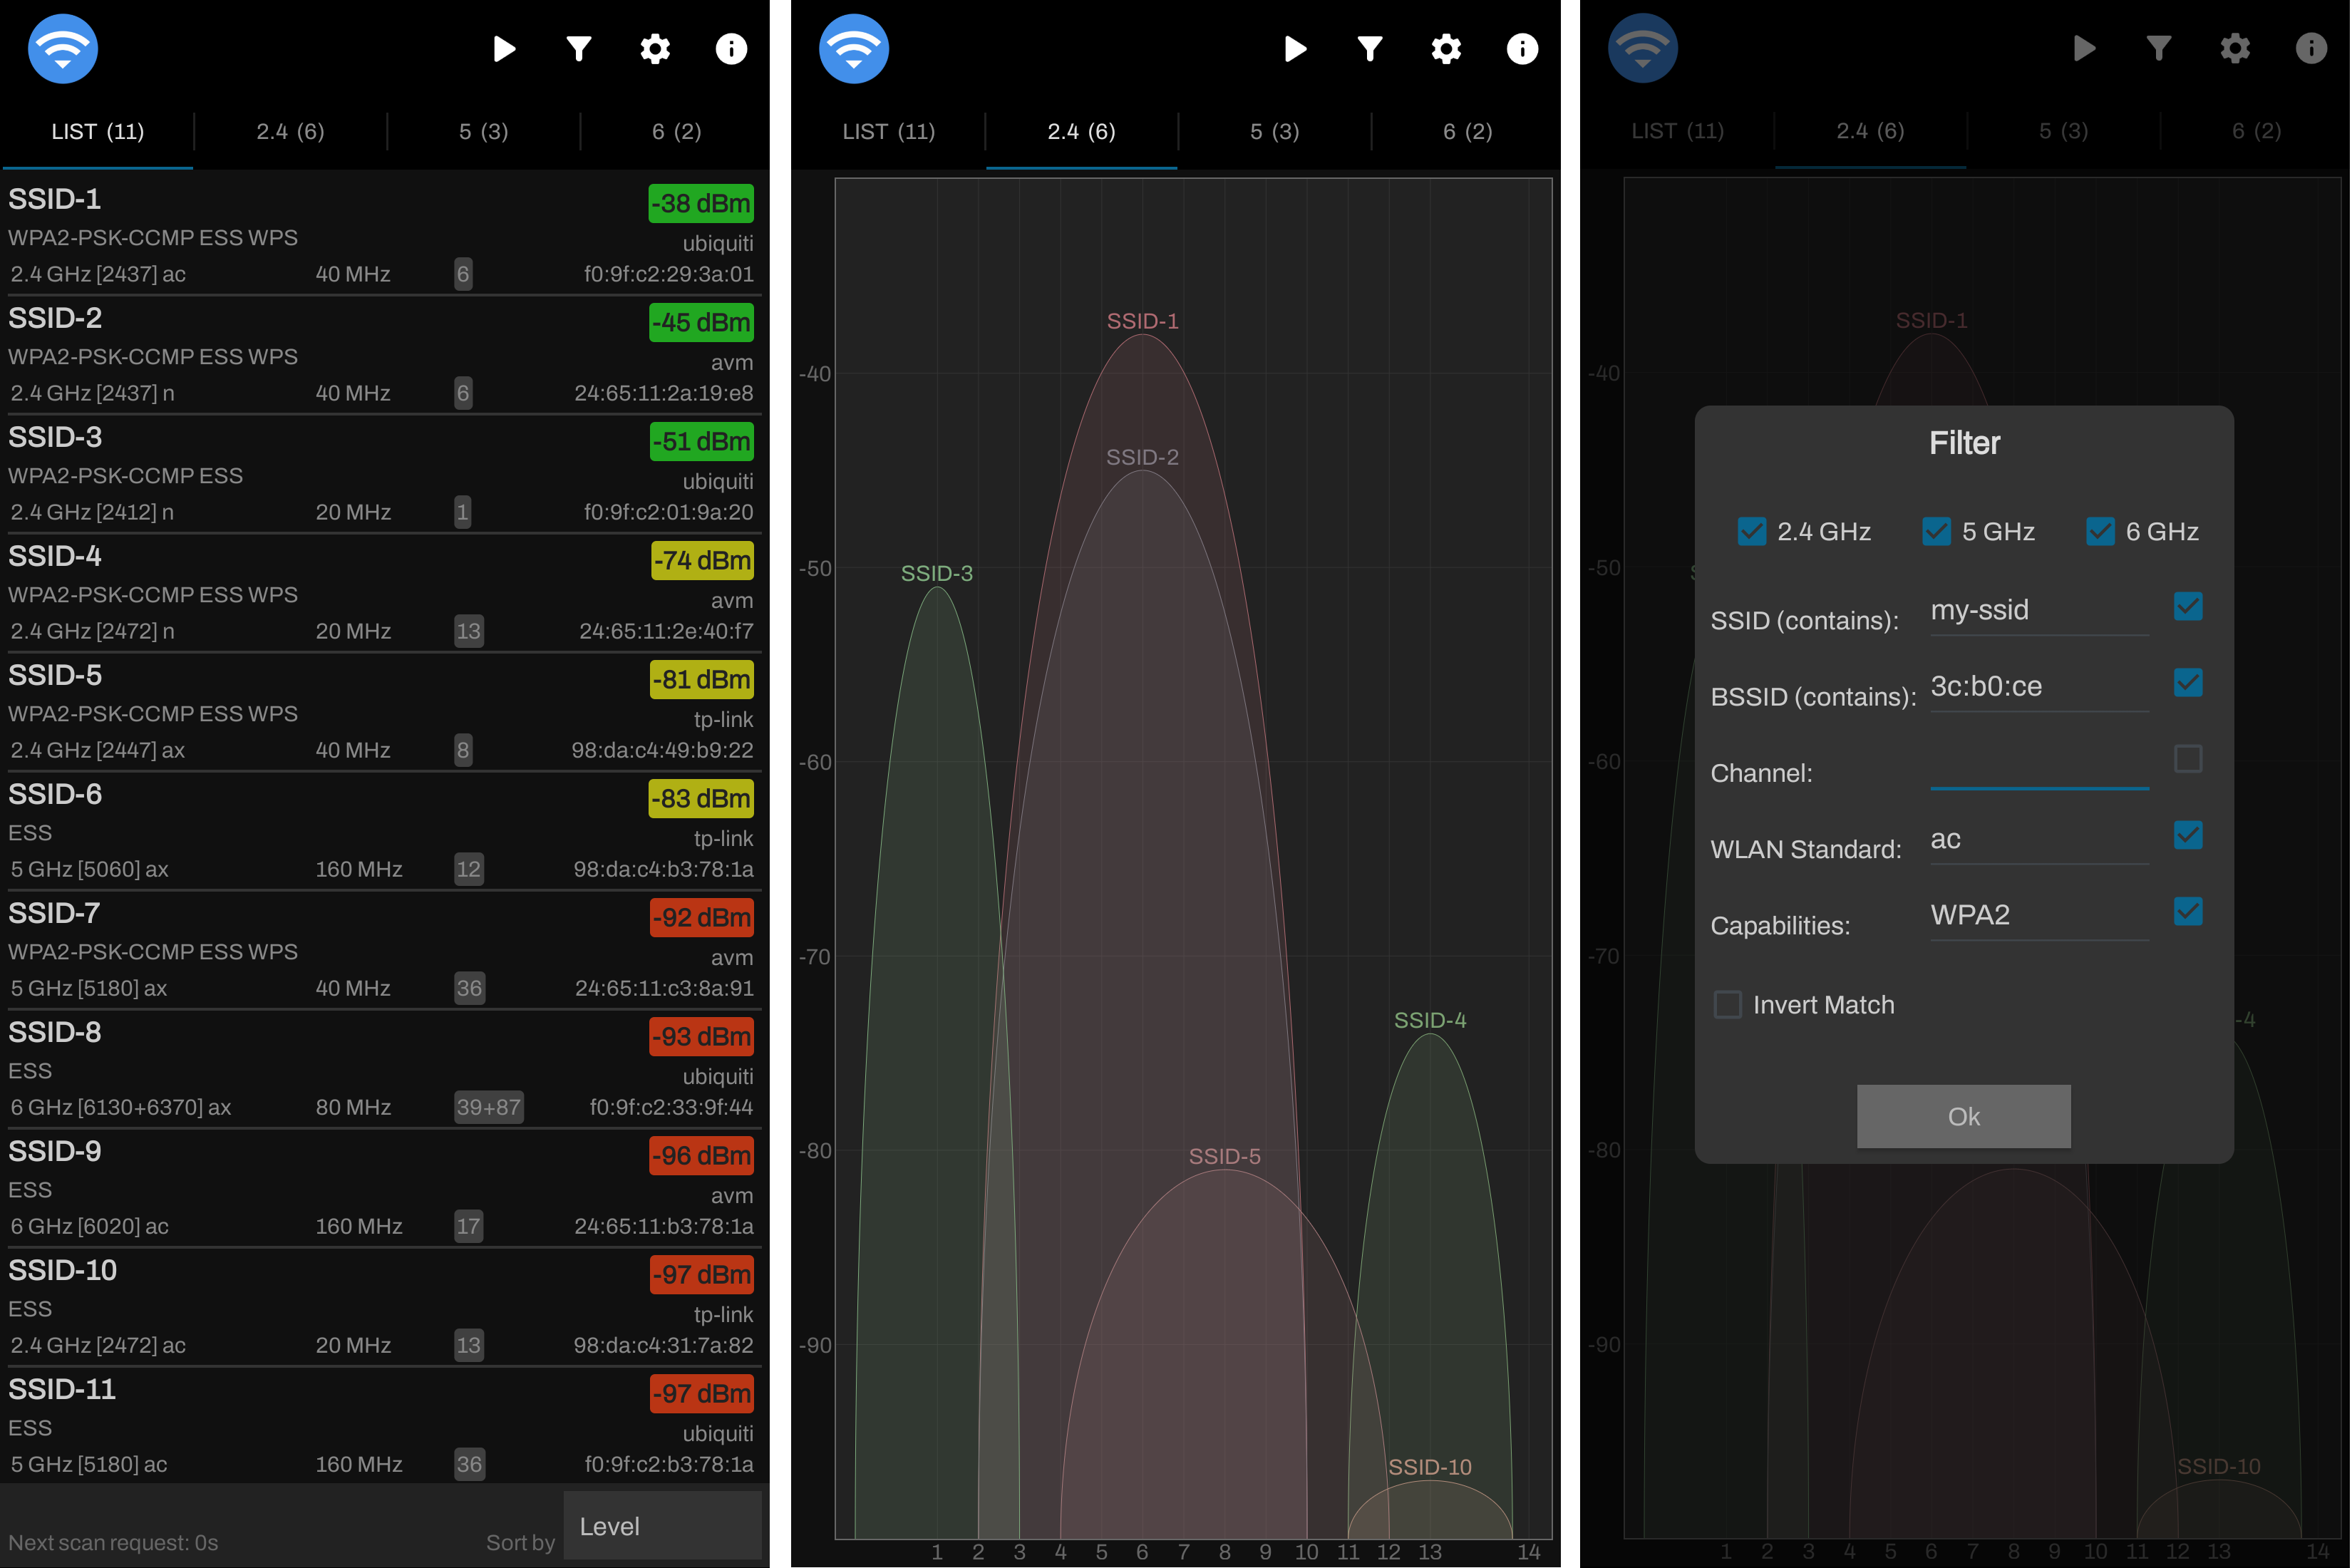 LIST (11)
2.4 (6)
5 (3)
6 (2)
SSID-1
-38 dBm
WPA2-PSK-CCMP ESS WPS
ubiquiti
2.4 GHz [2437] ac 40 MHz 6 f0:9f:c2:29:3a:01
SSID-2
-45 dBm
WPA2-PSK-CCMP ESS WPS
avm
2.4 GHz [2437] n 40 MHz 6 24:65:11:2a:19:e8
SSID-3
-51 dBm
WPA2-PSK-CCMP ESS
ubiquiti
2.4 GHz [2412] n 20 MHz 1 f0:9f:c2:01:9a:20
SSID-4
-74 dBm
WPA2-PSK-CCMP ESS WPS
avm
2.4 GHz [2472] n 20 MHz 13 24:65:11:2e:40:f7
SSID-5
-81 dBm
WPA2-PSK-CCMP ESS WPS
tp-link
2.4 GHz [2447] ax 40 MHz 8 98:da:c4:49:b9:22
SSID-6
-83 dBm
ESS
tp-link
5 GHz [5060] ax 160 MHz 12 98:da:c4:b3:78:1a
SSID-7
-92 dBm
WPA2-PSK-CCMP ESS WPS
avm
5 GHz [5180] ax 40 MHz 36 24:65:11:c3:8a:91
SSID-8
-93 dBm
ESS
ubiquiti
6 GHz [6130+6370] ax 80 MHz 39+87 f0:9f:c2:33:9f:44
SSID-9
-96 dBm
ESS
avm
6 GHz [6020] ac 160 MHz 17 24:65:11:b3:78:1a
SSID-10
-97 dBm
ESS
tp-link
2.4 GHz [2472] ac 20 MHz 13 98:da:c4:31:7a:82
SSID-11
-97 dBm
ESS
ubiquiti
5 GHz [5180] ac 160 MHz 36 f0:9f:c2:b3:78:1a
Next scan request: 0s
Sort by
Level
LIST (11)
2.4 (6)
5 (3)
6 (2)
SSID-1
-40
SSID-2
-50
SSID-3
-60
-70
SSID-4
-80
SSID-5
-90
SSID-10
1 2 3 4 5 6 7 8 9 10 11 12 13 14
LIST (11)
2.4 (6)
5 (3)
6 (2)
SSID-1
-40
-50
-60
-70
-80
-90
-4
SSID-10
1 2 3 4 5 6 7 8 9 10 11 12 13 14
Filter
2.4 GHz
5 GHz
6 GHz
SSID (contains): my-ssid
BSSID (contains): 3c:b0:ce
Channel:
WLAN Standard: ac
Capabilities: WPA2
Invert Match
Ok